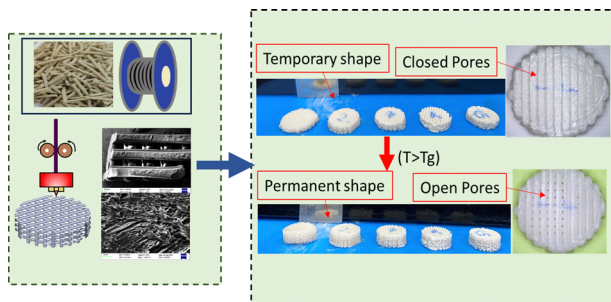 Temporary shape
Closed Pores
(T>Tg)
Permanent shape
Open Pores